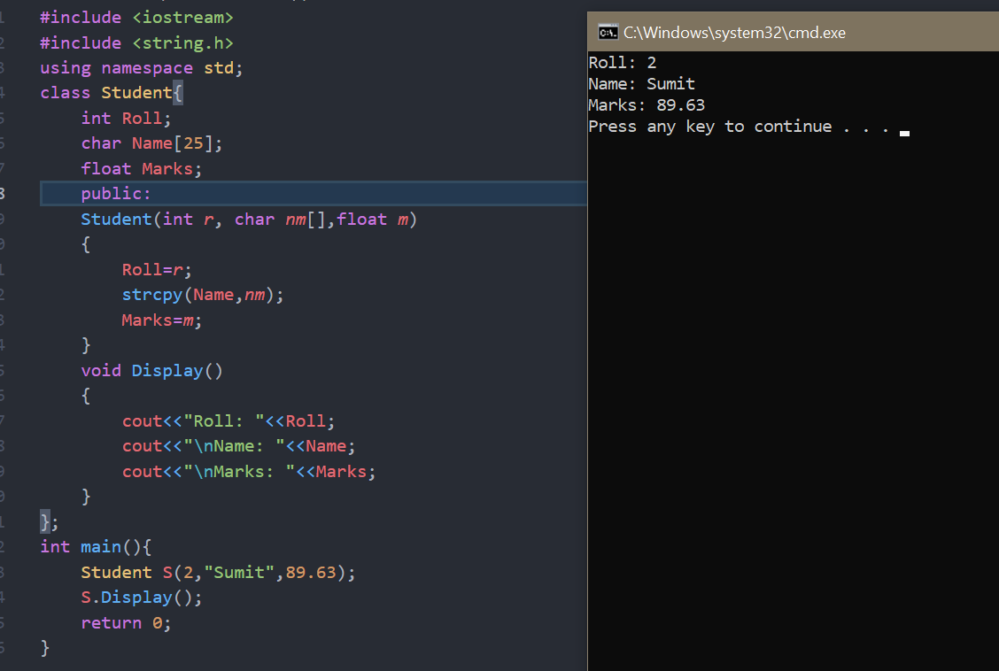 #include <iostream>
#include <string.h>
using namespace std;
class Student{
    int Roll;
    char Name[25];
    float Marks;
    public:
    Student(int r, char nm[],float m)
    {
        Roll=r;
        strcpy(Name,nm);
        Marks=m;
    }
    void Display()
    {
        cout<<"Roll: "<<Roll;
        cout<<"\nName: "<<Name;
        cout<<"\nMarks: "<<Marks;
    }
};
int main(){
    Student S(2,"Sumit",89.63);
    S.Display();
    return 0;
}
C:\Windows\system32\cmd.exe
Roll: 2
Name: Sumit
Marks: 89.63
Press any key to continue . . .